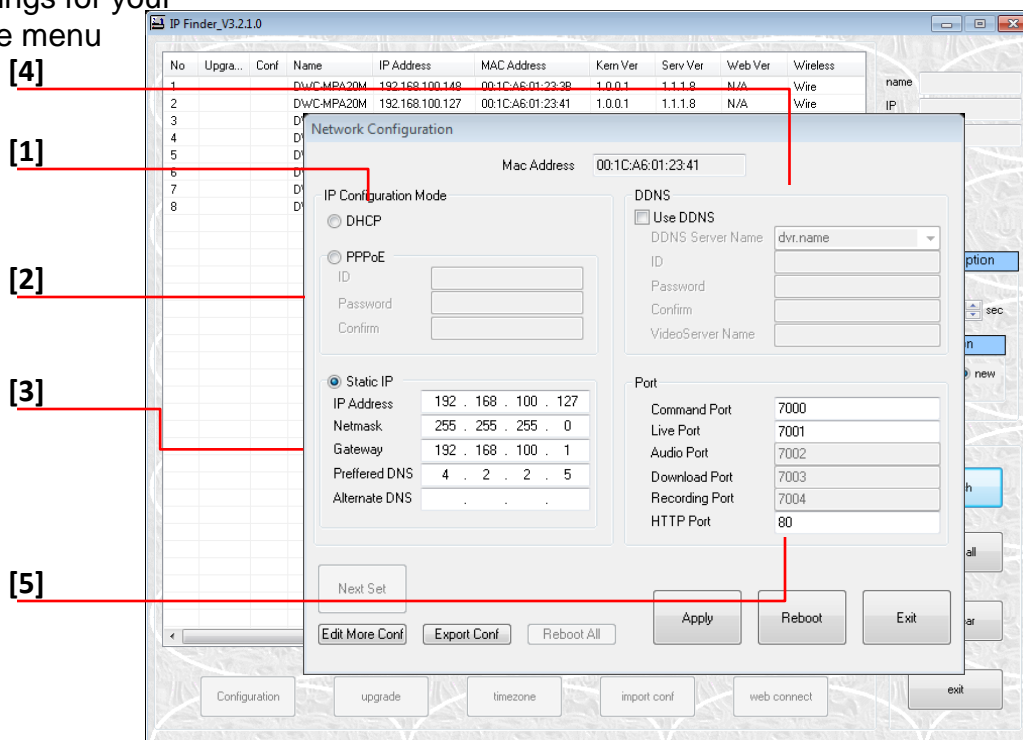 ings for your
e menu
[4]
[1]
[2]
[3]
[5]
IP Finder_V3.2.1.0
No Upgra... Conf Name IP Address MAC Address Kern Ver Serv Ver Web Ver Wireless
1 DWC-MPA20M 192.168.100.148 00:1C:A6:01:23:3B 1.0.0.1 1.1.1.8 N/A Wire
2 DWC-MPA20M 192.168.100.127 00:1C:A6:01:23:41 1.0.0.1 1.1.1.8 N/A Wire
3
4
5
6
7
8
name
IP
ption
sec
n
new
h
all
ar
exit
Network Configuration
Mac Address 00:1C:A6:01:23:41
IP Configuration Mode
DHCP
PPPoE
ID
Password
Confirm
Static IP
IP Address 192 . 168 . 100 . 127
Netmask 255 . 255 . 255 . 0
Gateway 192 . 168 . 100 . 1
Preffered DNS 4 . 2 . 2 . 5
Alternate DNS . . .
DDNS
Use DDNS
DDNS Server Name dvr.name
ID
Password
Confirm
VideoServer Name
Port
Command Port 7000
Live Port 7001
Audio Port 7002
Download Port 7003
Recording Port 7004
HTTP Port 80
Next Set
Edit More Conf Export Conf Reboot All
Apply Reboot Exit
Configuration upgrade timezone import conf web connect